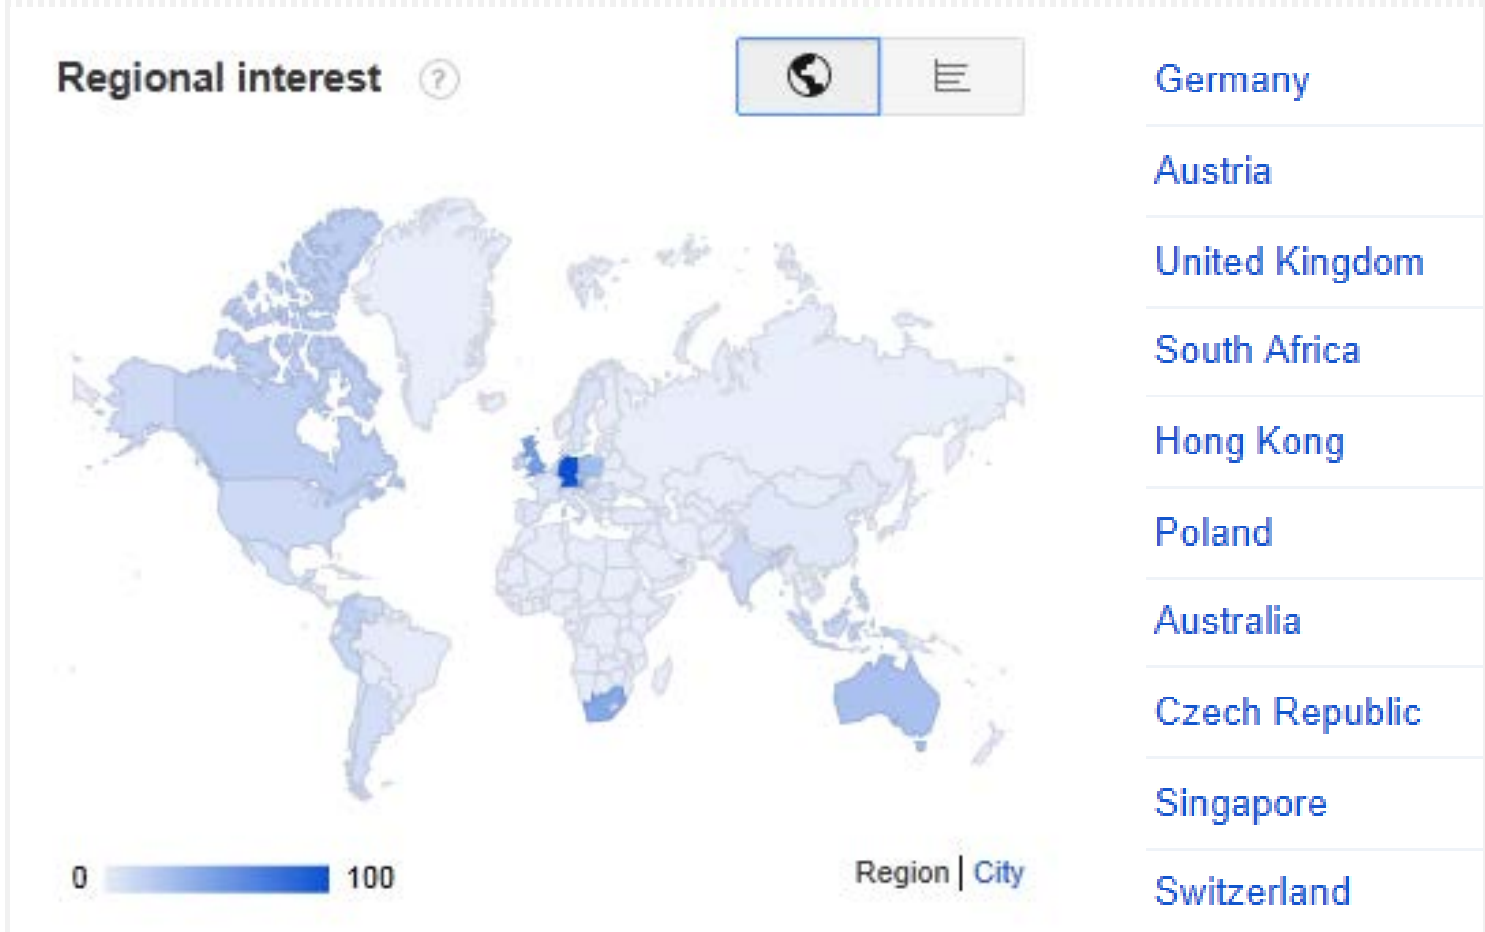 Regional interest ?
Germany
Austria
United Kingdom
South Africa
Hong Kong
Poland
Australia
Czech Republic
Singapore
Switzerland
0 100
Region | City